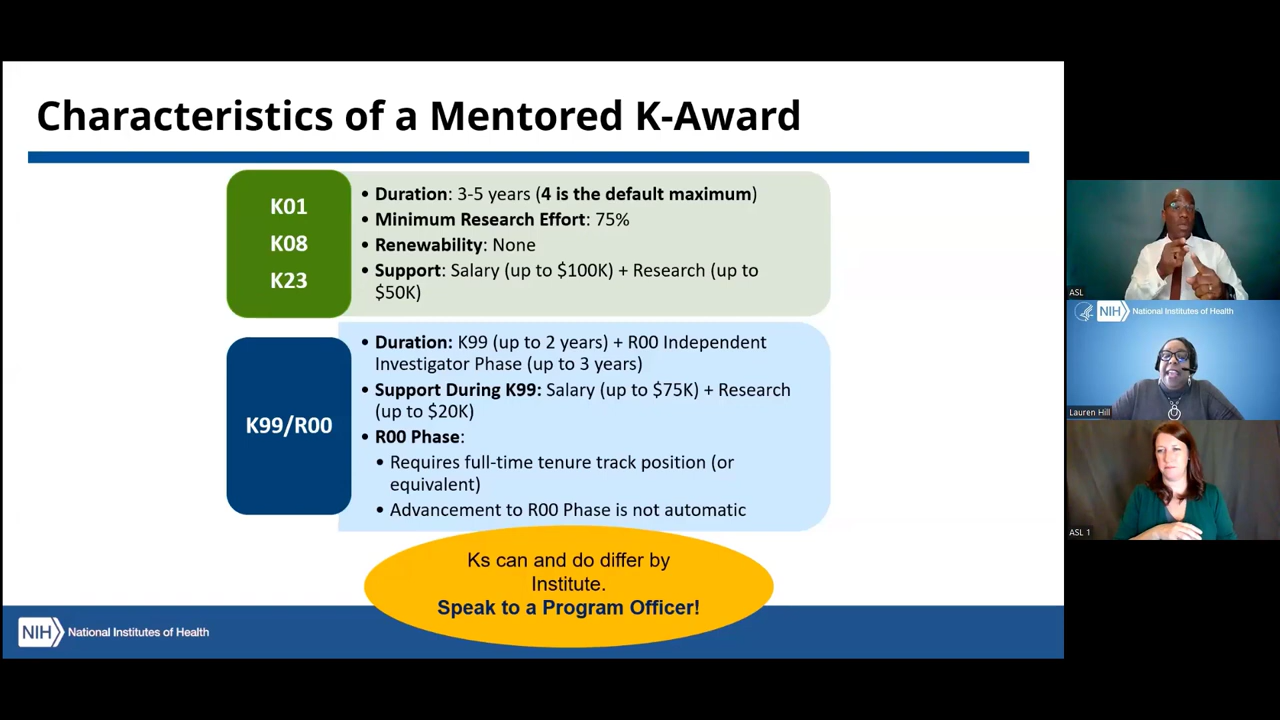 Characteristics of a Mentored K-Award
K01
K08
K23
• Duration: 3-5 years (4 is the default maximum)
• Minimum Research Effort: 75%
• Renewability: None
• Support: Salary (up to $100K) + Research (up to
$50K)
K99/R00
• Duration: K99 (up to 2 years) + R00 Independent
Investigator Phase (up to 3 years)
• Support During K99: Salary (up to $75K) + Research
(up to $20K)
• R00 Phase:
• Requires full-time tenure track position (or
equivalent)
• Advancement to R00 Phase is not automatic
Ks can and do differ by
Institute.
Speak to a Program Officer!
NIH National Institutes of Health
ASL
NIH National Institutes of Health
Lauren Hill
ASL 1